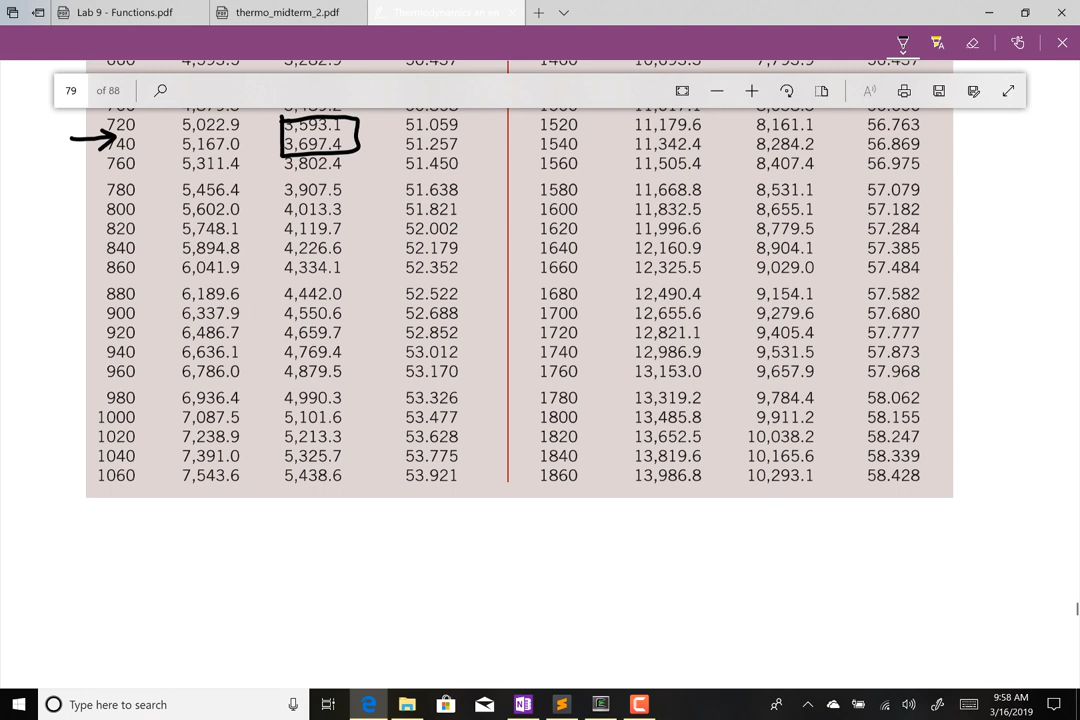 Lab 9 - Functions.pdf thermo_midterm_2.pdf
79 of 88
720 5,022.9 3,593.1 51.059 1520 11,179.6 8,161.1 56.763
740 5,167.0 3,697.4 51.257 1540 11,342.4 8,284.2 56.869
760 5,311.4 3,802.4 51.450 1560 11,505.4 8,407.4 56.975
780 5,456.4 3,907.5 51.638 1580 11,668.8 8,531.1 57.079
800 5,602.0 4,013.3 51.821 1600 11,832.5 8,655.1 57.182
820 5,748.1 4,119.7 52.002 1620 11,996.6 8,779.5 57.284
840 5,894.8 4,226.6 52.179 1640 12,160.9 8,904.1 57.385
860 6,041.9 4,334.1 52.352 1660 12,325.5 9,029.0 57.484
880 6,189.6 4,442.0 52.522 1680 12,490.4 9,154.1 57.582
900 6,337.9 4,550.6 52.688 1700 12,655.6 9,279.6 57.680
920 6,486.7 4,659.7 52.852 1720 12,821.1 9,405.4 57.777
940 6,636.1 4,769.4 53.012 1740 12,986.9 9,531.5 57.873
960 6,786.0 4,879.5 53.170 1760 13,153.0 9,657.9 57.968
980 6,936.4 4,990.3 53.326 1780 13,319.2 9,784.4 58.062
1000 7,087.5 5,101.6 53.477 1800 13,485.8 9,911.2 58.155
1020 7,238.9 5,213.3 53.628 1820 13,652.5 10,038.2 58.247
1040 7,391.0 5,325.7 53.775 1840 13,819.6 10,165.6 58.339
1060 7,543.6 5,438.6 53.921 1860 13,986.8 10,293.1 58.428
Type here to search
9:58 AM
3/16/2019